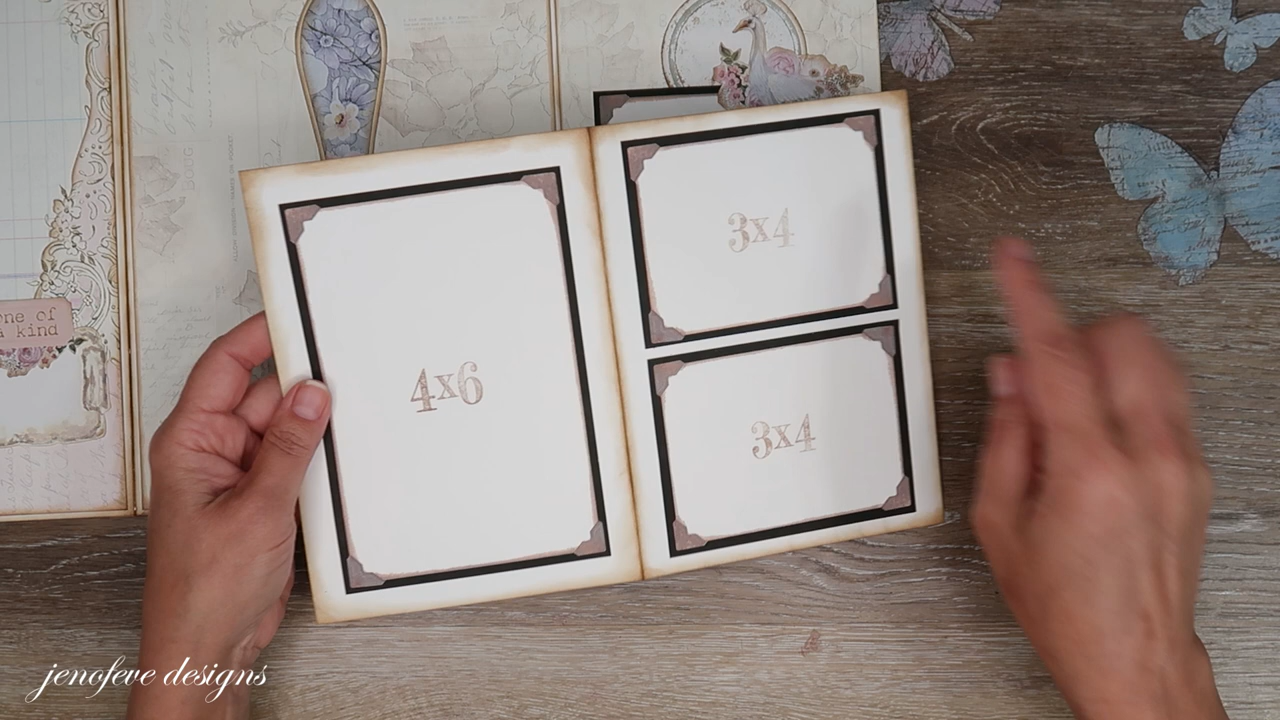 one of
a kind
4x6
3x4
3x4
jenofeve designs